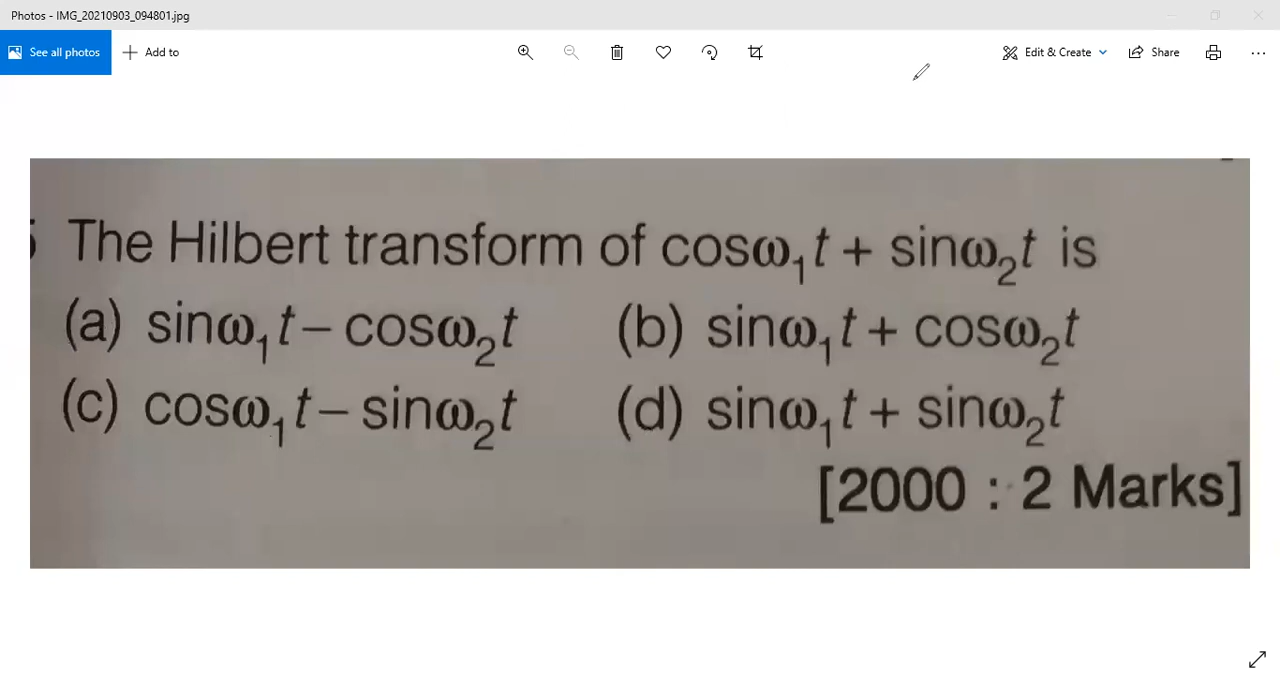 Photos - IMG_20210903_094801.jpg
See all photos + Add to Edit & Create Share
The Hilbert transform of cosω₁t + sinω₂t is
(a) sinω₁t – cosω₂t (b) sinω₁t + cosω₂t
(c) cosω₁t – sinω₂t (d) sinω₁t + sinω₂t
[2000 : 2 Marks]